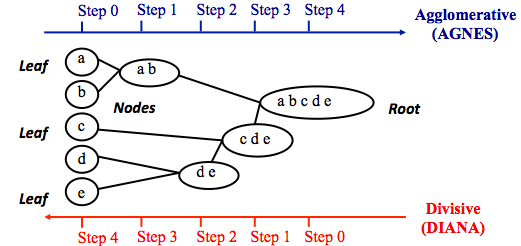 Step 0 Step 1 Step 2 Step 3 Step 4
Agglomerative
(AGNES)
Leaf
a
a b
b
Nodes
a b c d e
Root
Leaf
c
c d e
d
d e
Leaf
e
Step 4 Step 3 Step 2 Step 1 Step 0
Divisive
(DIANA)